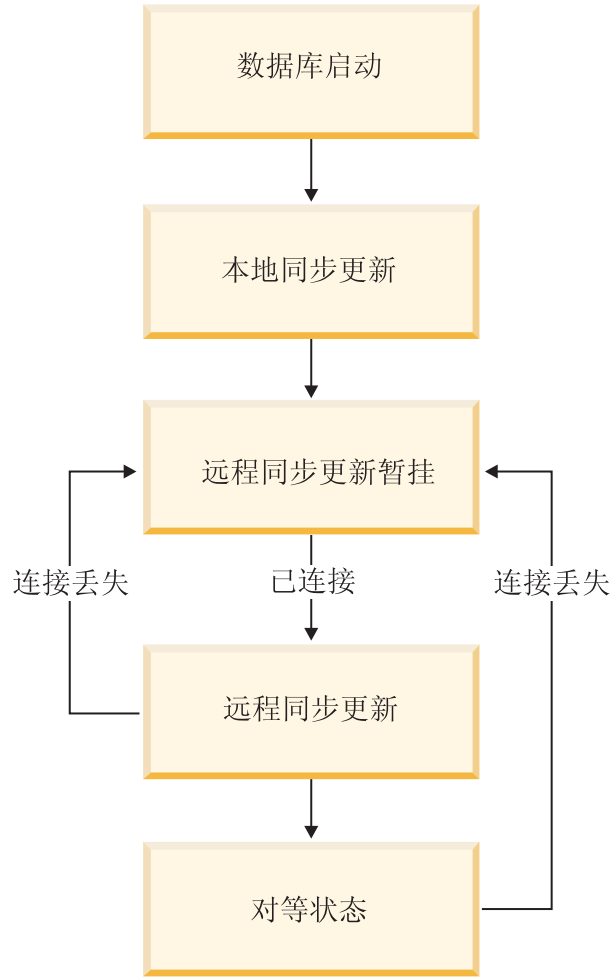 数据库启动
本地同步更新
远程同步更新暂挂
连接丢失
已连接
连接丢失
远程同步更新
对等状态